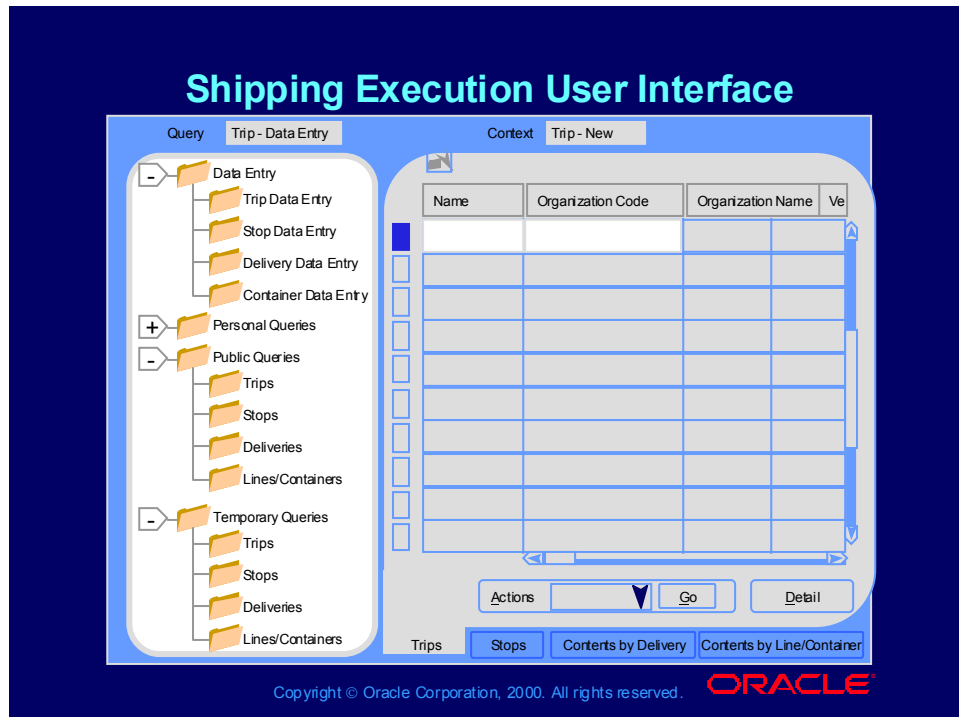 Shipping Execution User Interface
Query Trip - Data Entry Context Trip - New
- Data Entry
Trip Data Entry
Stop Data Entry
Delivery Data Entry
Container Data Entry
+ Personal Queries
- Public Queries
Trips
Stops
Deliveries
Lines/Containers
- Temporary Queries
Trips
Stops
Deliveries
Lines/Containers
Name Organization Code Organization Name Ve
Actions Go Detail
Trips Stops Contents by Delivery Contents by Line/Container
Copyright © Oracle Corporation, 2000. All rights reserved. ORACLE®